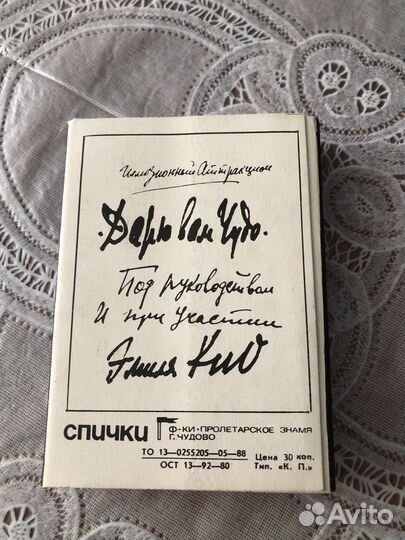 Иллюзионный Аттракцион
"Дарю вам Чудо"
Под руководством
И при участии
Эмиля Кио
СПИЧКИ Ф-КИ•ПРОЛЕТАРСКОЕ ЗНАМЯ
Г. ЧУДОВО
ТО 13—0255205—05—88
ОСТ 13—92—80
Цена 30 коп.
Тип. «К. П.»
Avito